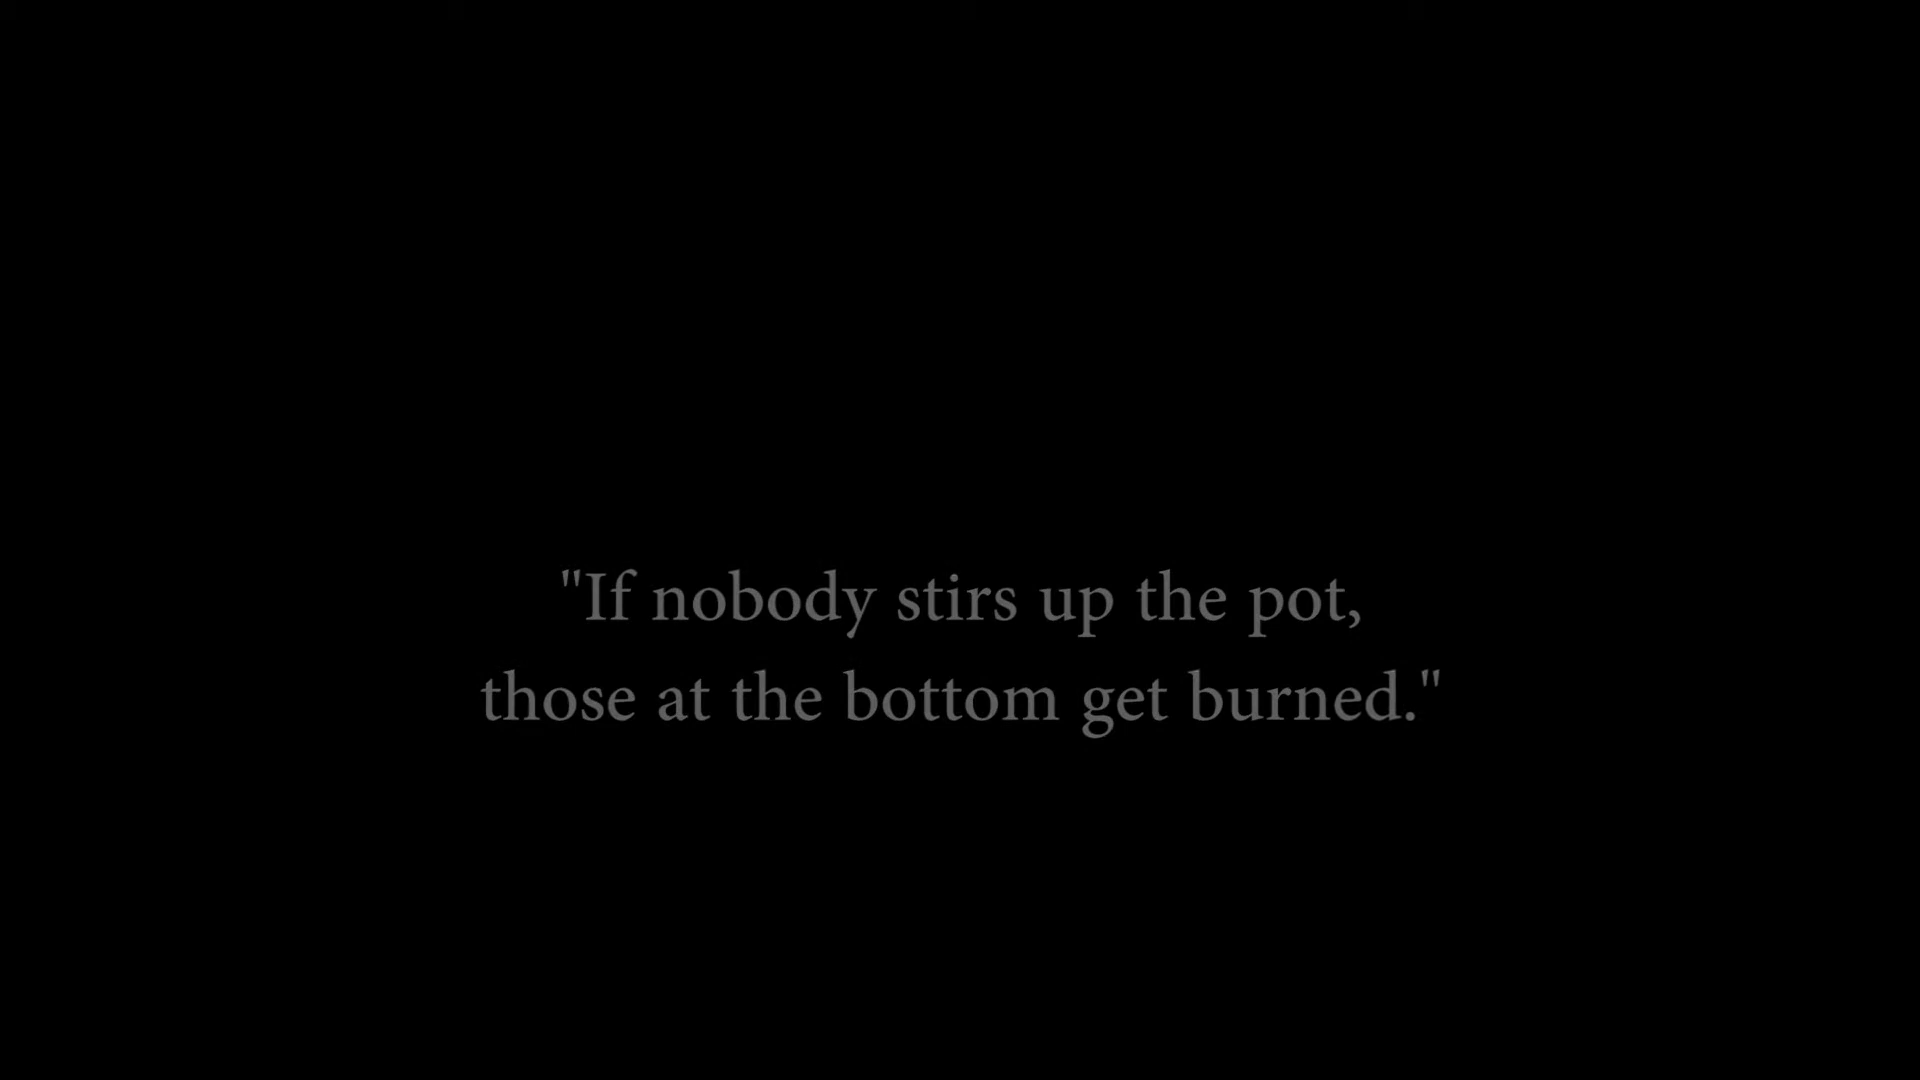 "If nobody stirs up the pot,
those at the bottom get burned."